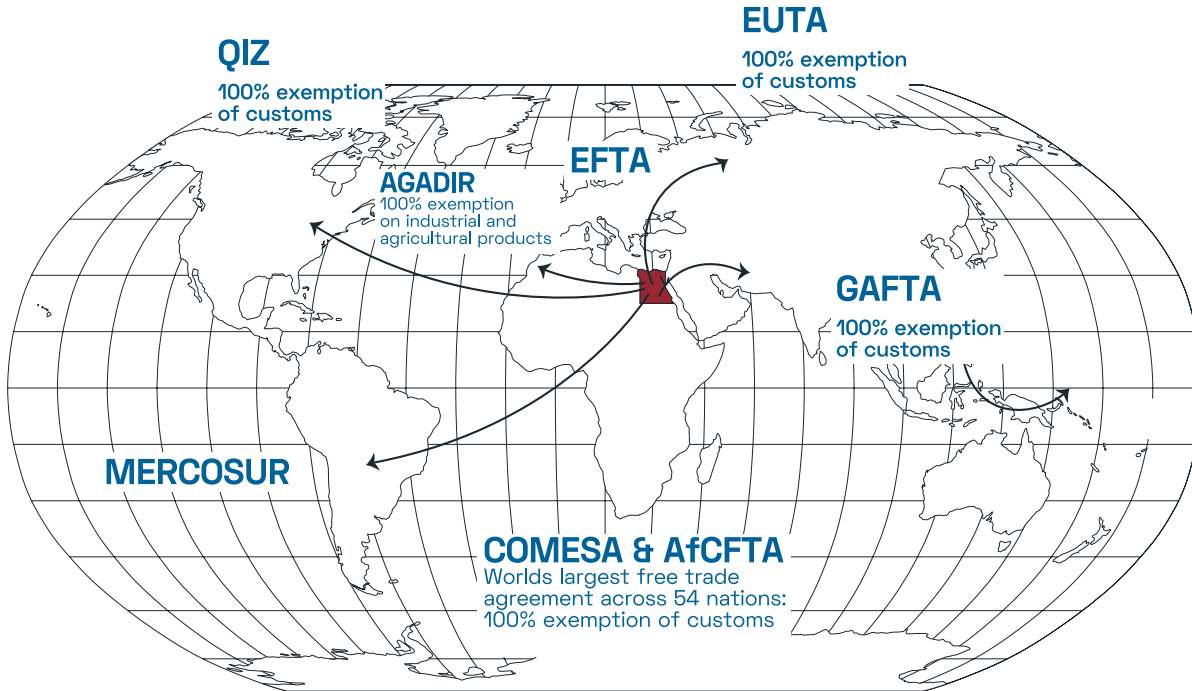 EUTA
100% exemption
of customs
QIZ
100% exemption
of customs
EFTA
AGADIR
100% exemption
on industrial and
agricultural products
GAFTA
100% exemption
of customs
MERCOSUR
COMESA & AfCFTA
Worlds largest free trade
agreement across 54 nations:
100% exemption of customs